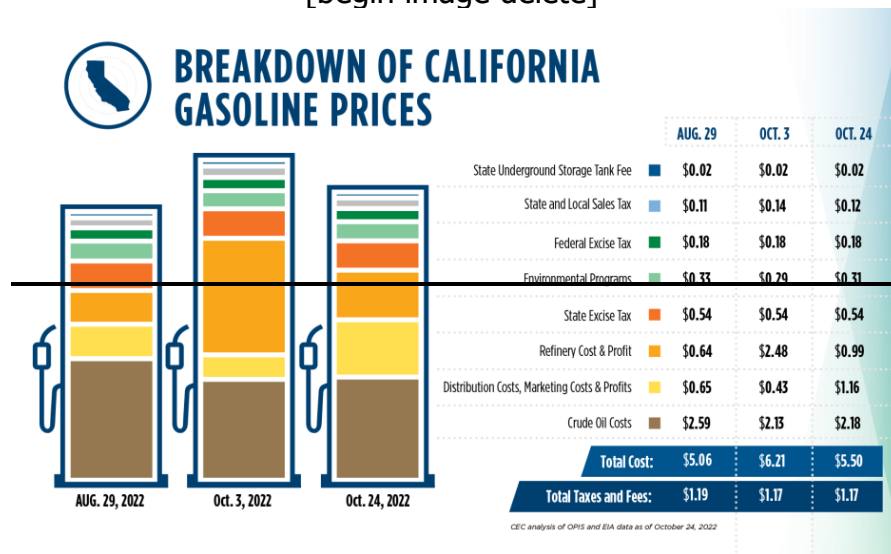 [begin image delete]
BREAKDOWN OF CALIFORNIA
GASOLINE PRICES
AUG. 29 OCT. 3 OCT. 24
State Underground Storage Tank Fee $0.02 $0.02 $0.02
State and Local Sales Tax $0.11 $0.14 $0.12
Federal Excise Tax $0.18 $0.18 $0.18
Environmental Programs $0.33 $0.29 $0.31
State Excise Tax $0.54 $0.54 $0.54
Refinery Cost & Profit $0.64 $2.48 $0.99
Distribution Costs, Marketing Costs & Profits $0.65 $0.43 $1.16
Crude Oil Costs $2.59 $2.13 $2.18
Total Cost: $5.06 $6.21 $5.50
Total Taxes and Fees: $1.19 $1.17 $1.17
AUG. 29, 2022 Oct. 3, 2022 Oct. 24, 2022
CEC analysis of OPIS and EIA data as of October 24, 2022